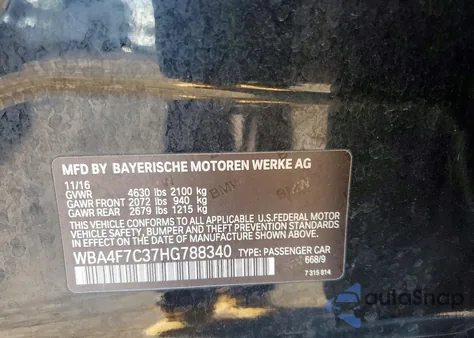 MFD BY BAYERISCHE MOTOREN WERKE AG
11/16
GVWR 4630 lbs 2100 kg
GAWR FRONT 2072 lbs 940 kg
GAWR REAR 2679 lbs 1215 kg
THIS VEHICLE CONFORMS TO ALL APPLICABLE U.S.FEDERAL MOTOR
VEHICLE SAFETY, BUMPER, AND THEFT PREVENTION STANDARDS
IN EFFECT ON THE DATE OF MANUFACTURE SHOWN ABOVE.
WBA4F7C37HG788340 TYPE: PASSENGER CAR
668/9
7 319 814
autoSnap